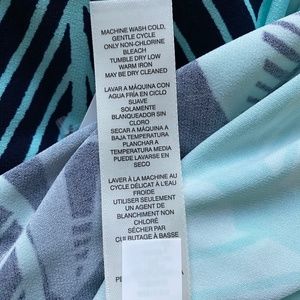 MACHINE WASH COLD,
GENTLE CYCLE
ONLY NON-CHLORINE
BLEACH
TUMBLE DRY LOW
WARM IRON
MAY BE DRY CLEANED
LAVAR A MÁQUINA CON
AGUA FRÍA EN CICLO
SUAVE
SOLAMENTE
BLANQUEADOR SIN
CLORO
SECAR A MÁQUINA A
TEMPERATURA MEDIA
PLANCHAR A
TEMPERATURA MEDIA
PUEDE LAVARSE EN
SECO
LAVER À LA MACHINE AU
CYCLE DÉLICAT À L'EAU
FROIDE
UTILISER SEULEMENT
UN AGENT DE
BLANCHIMENT NON
CHLORÉ
SÉCHER PAR
CULBUTAGE À BASSE